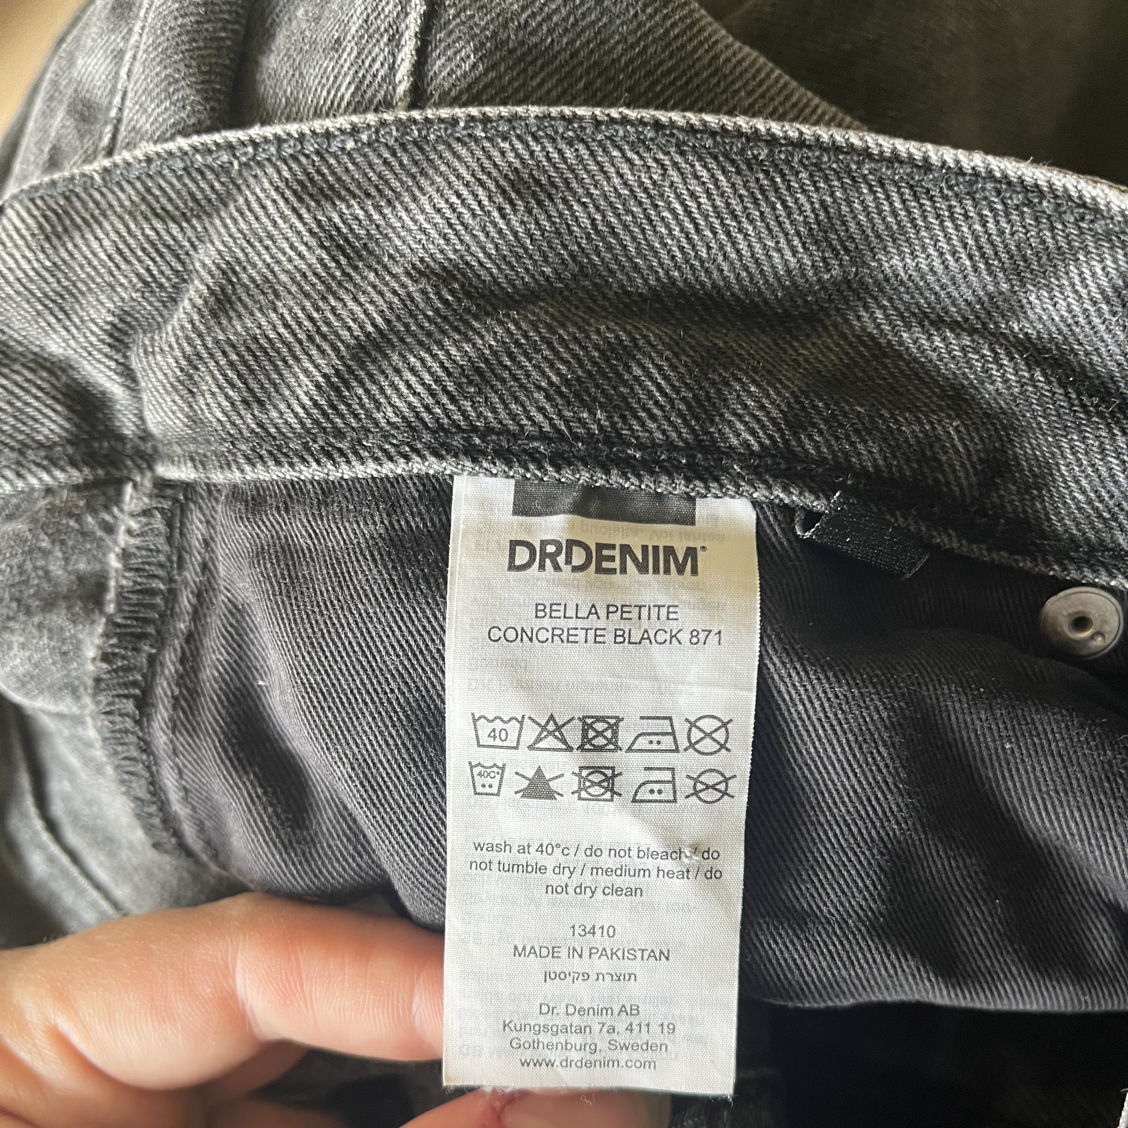 DRDENIM
BELLA PETITE
CONCRETE BLACK 871
40
40C°
wash at 40°c / do not bleach / do
not tumble dry / medium heat / do
not dry clean
13410
MADE IN PAKISTAN
תוצרת פקיסטן
Dr. Denim AB
Kungsgatan 7a, 411 19
Gothenburg, Sweden
www.drdenim.com